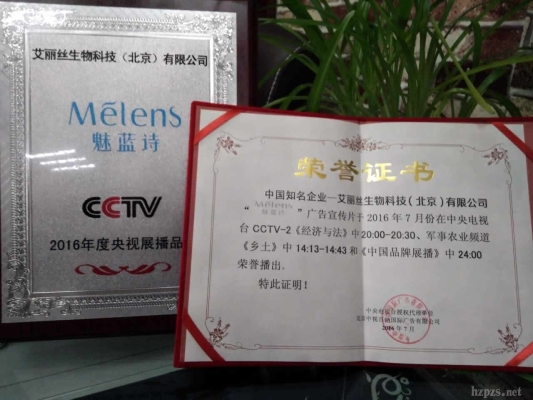 艾丽丝生物科技（北京）有限公司
Mélens
魅蓝诗
CCTV
2016年度央视展播品
荣誉证书
中国知名企业—艾丽丝生物科技(北京)有限公司
“Melens 魅蓝诗”广告宣传片于2016年7月份在中央电视
台CCTV-2《经济与法》中20:00-20:30、军事农业频道
《乡土》中14:13-14:43和《中国品牌展播》中24:00
荣誉播出。
特此证明！
2016年7月
hzpzs.net